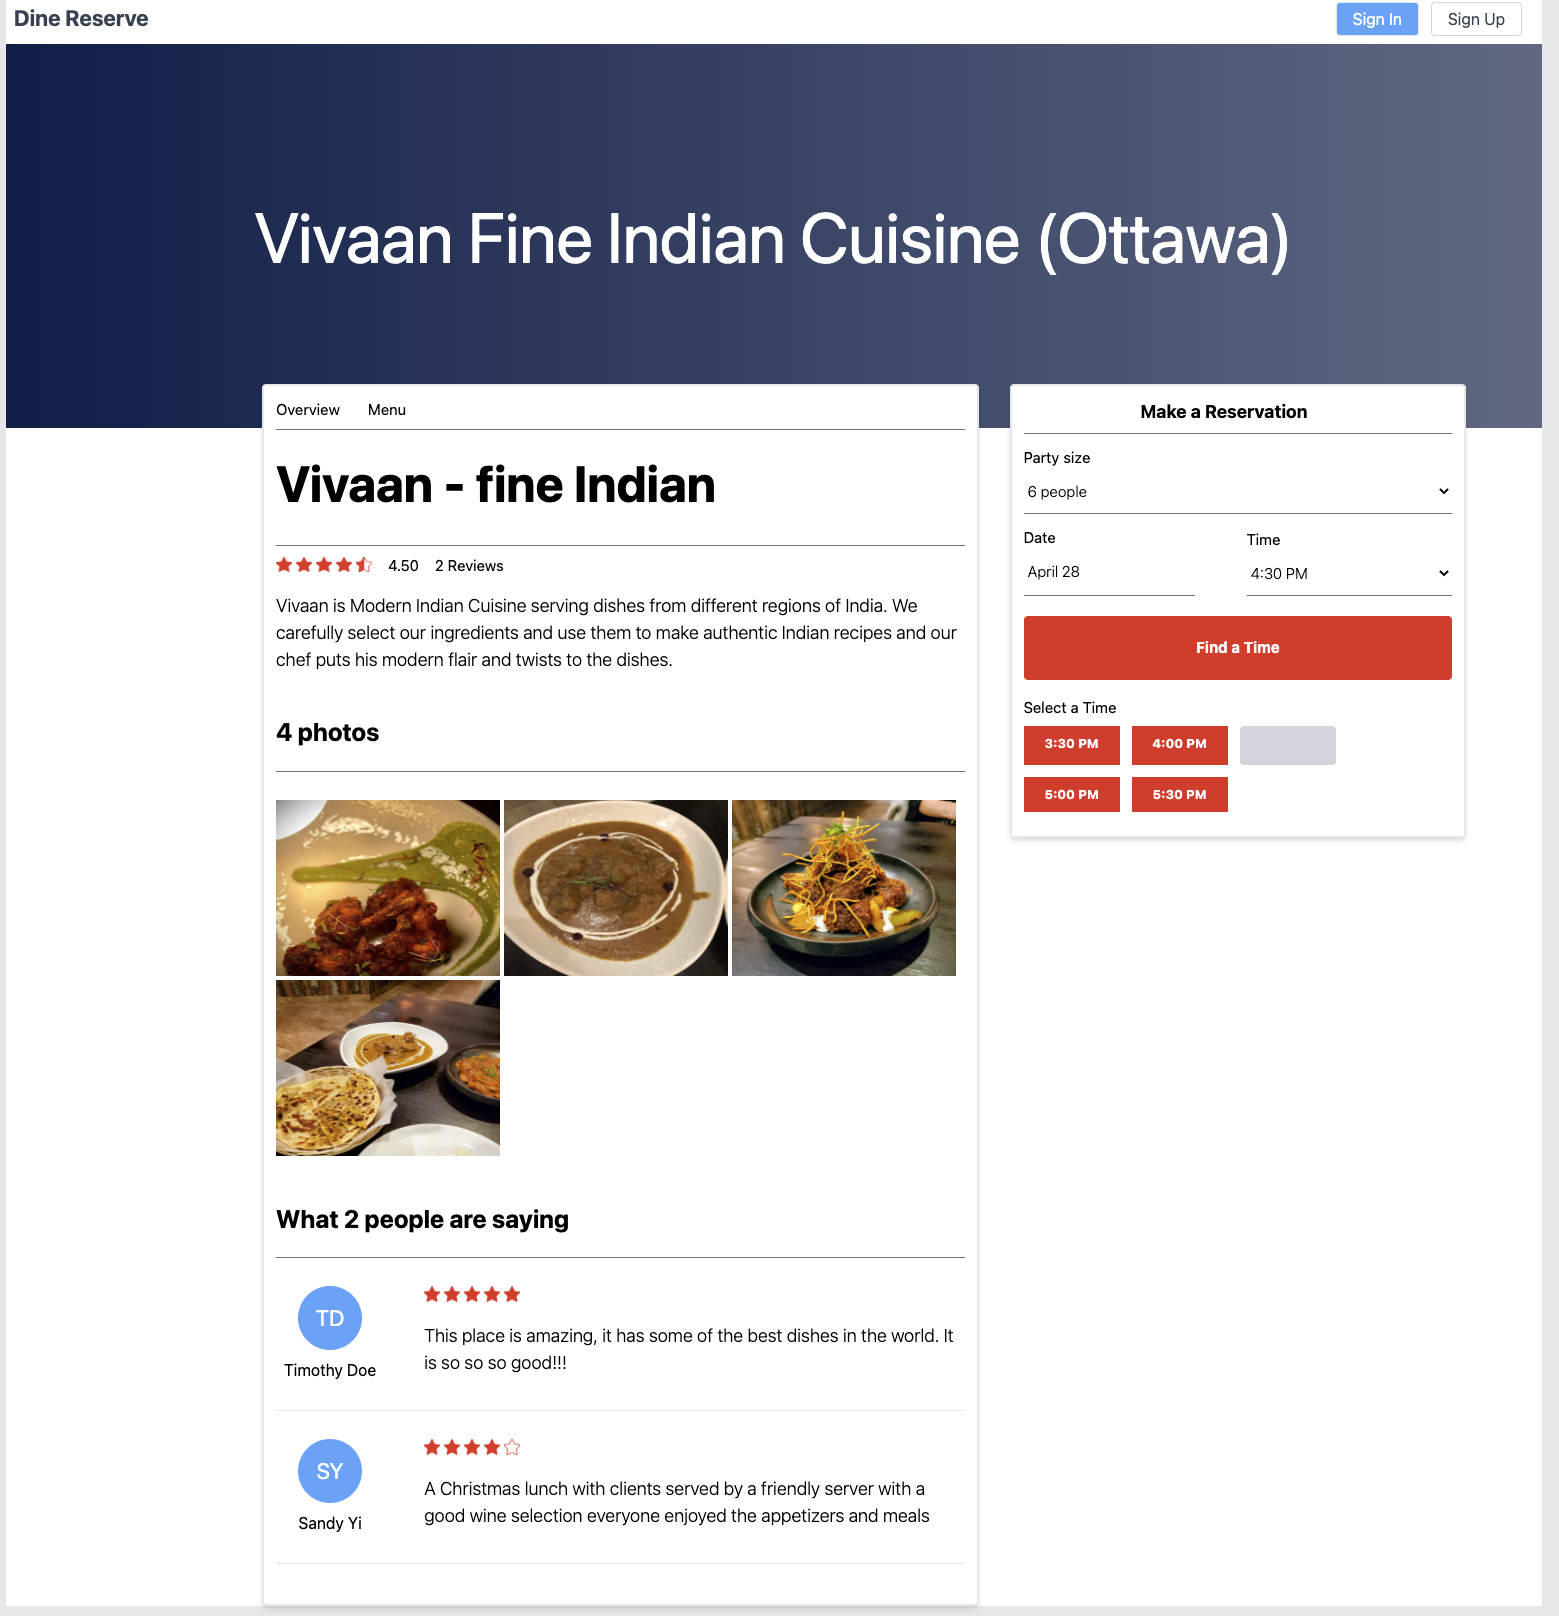 Dine Reserve
Sign In
Sign Up
Vivaan Fine Indian Cuisine (Ottawa)
Overview
Menu
Vivaan - fine Indian
4.50
2 Reviews
Vivaan is Modern Indian Cuisine serving dishes from different regions of India. We
carefully select our ingredients and use them to make authentic Indian recipes and our
chef puts his modern flair and twists to the dishes.
4 photos
What 2 people are saying
TD
Timothy Doe
This place is amazing, it has some of the best dishes in the world. It
is so so so good!!!
SY
Sandy Yi
A Christmas lunch with clients served by a friendly server with a
good wine selection everyone enjoyed the appetizers and meals
Make a Reservation
Party size
6 people
Date
April 28
Time
4:30 PM
Find a Time
Select a Time
3:30 PM
4:00 PM
5:00 PM
5:30 PM